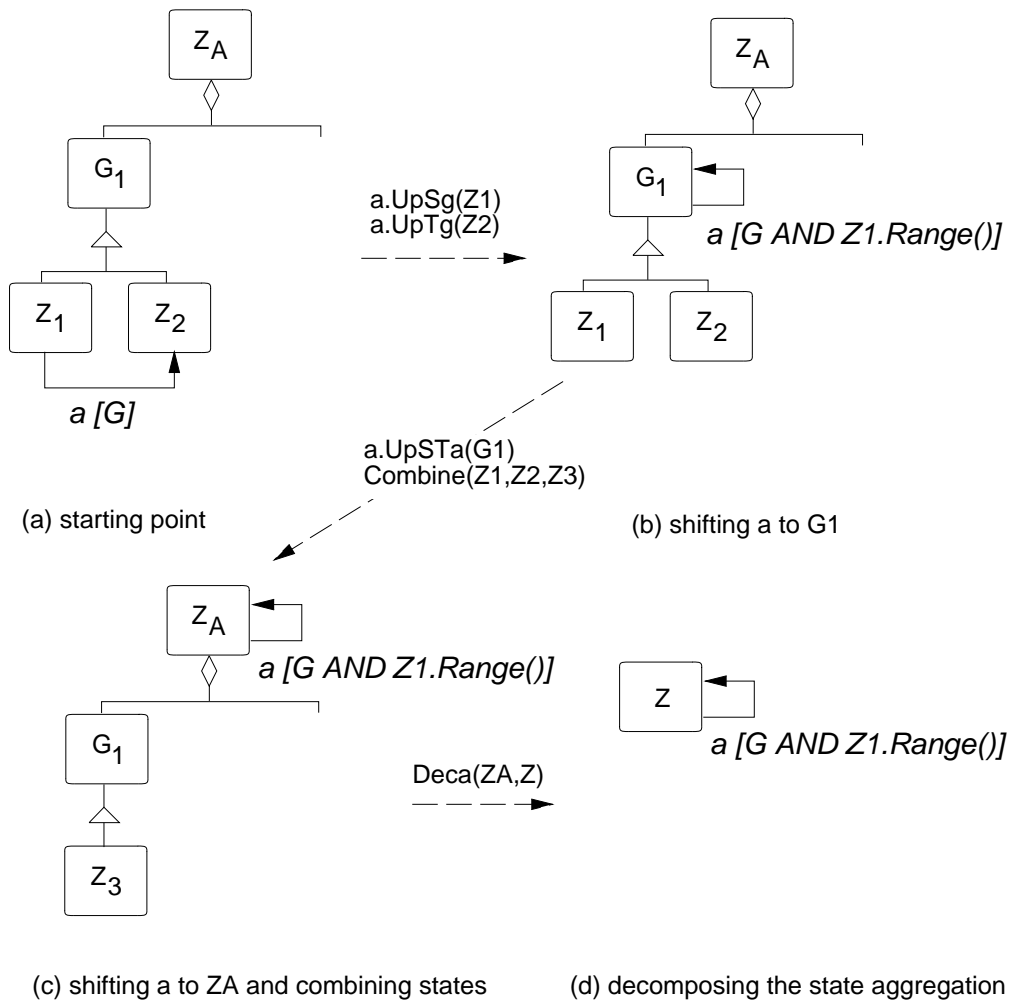 Z_A
G_1
Z_1
Z_2
a [G]
(a) starting point
a.UpSg(Z1)
a.UpTg(Z2)
Z_A
G_1
a [G AND Z1.Range()]
Z_1
Z_2
(b) shifting a to G1
a.UpSTa(G1)
Combine(Z1,Z2,Z3)
Z_A
a [G AND Z1.Range()]
G_1
Z_3
(c) shifting a to ZA and combining states
Deca(ZA,Z)
Z
a [G AND Z1.Range()]
(d) decomposing the state aggregation